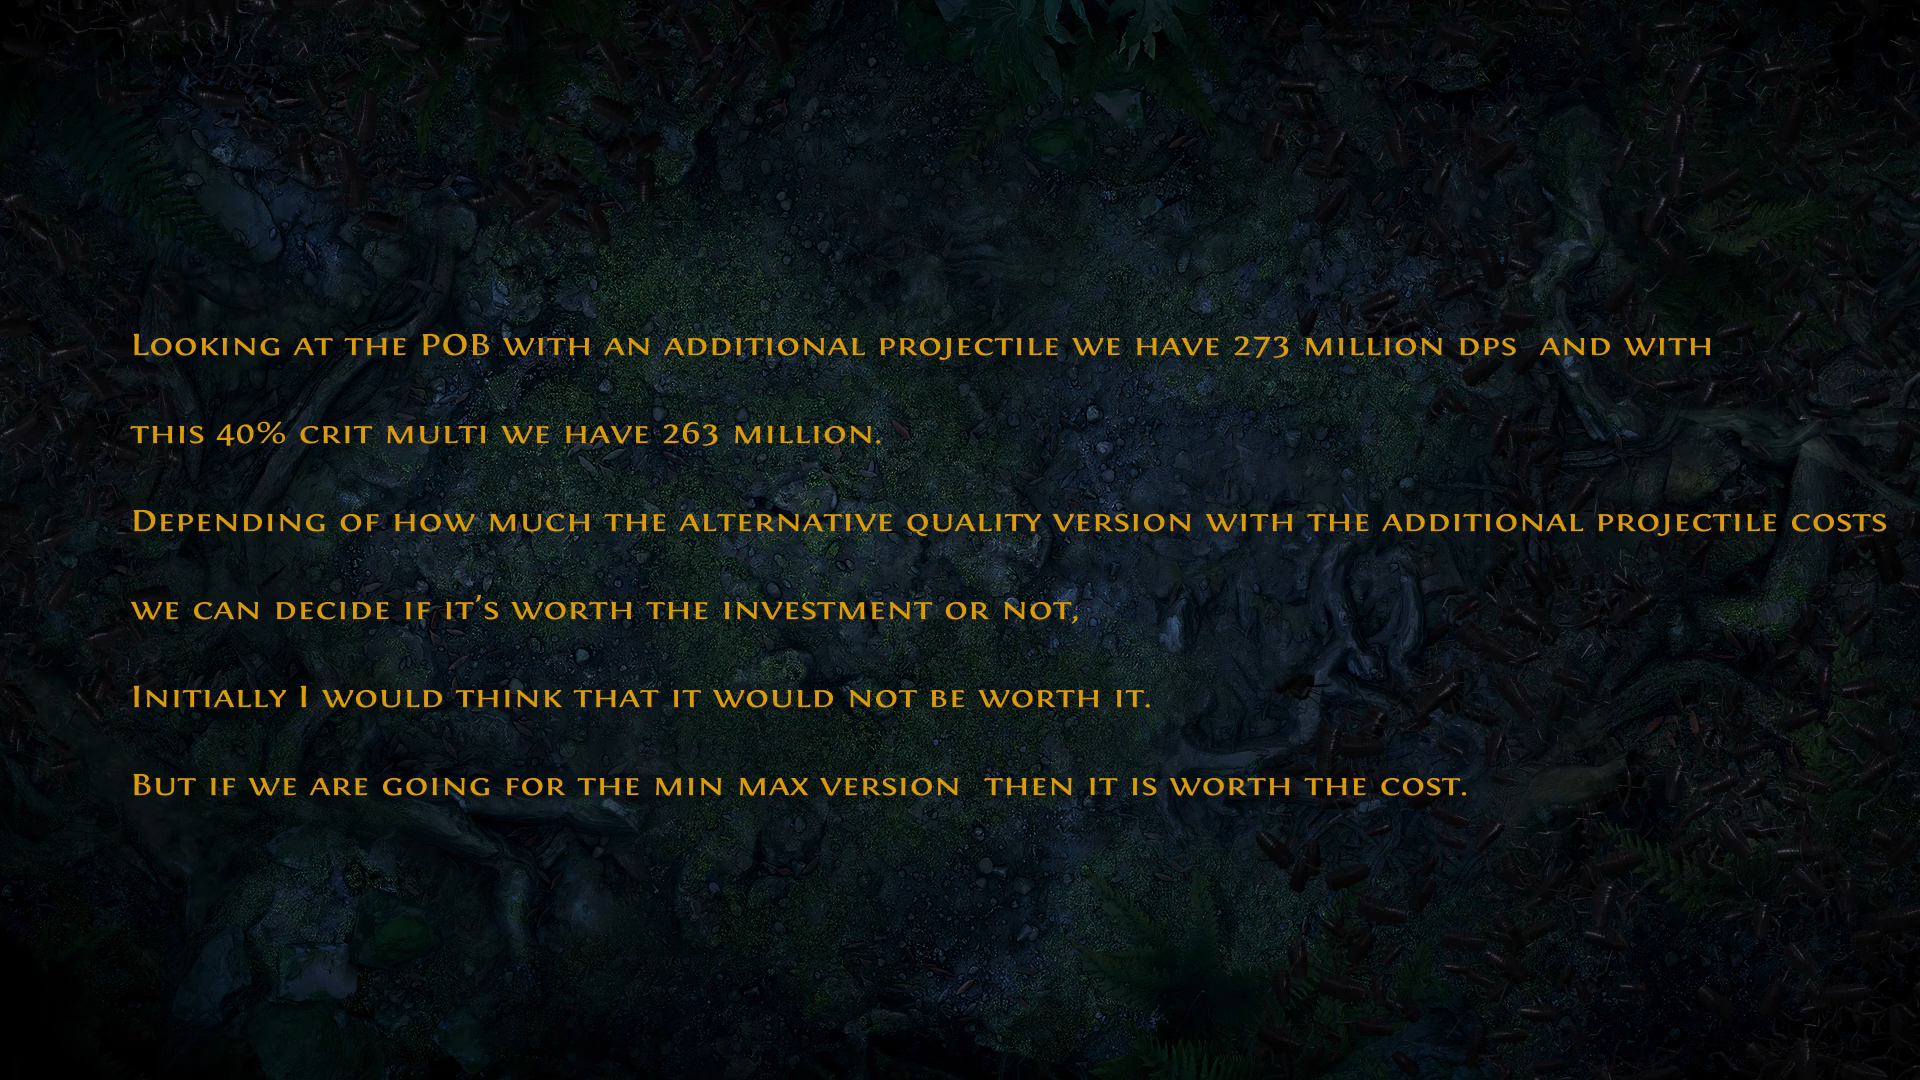 Looking at the POB with an additional projectile we have 273 million dps  and with
this 40% crit multi we have 263 million.
Depending of how much the alternative quality version with the additional projectile costs
we can decide if it's worth the investment or not,
Initially I would think that it would not be worth it.
But if we are going for the min max version  then it is worth the cost.